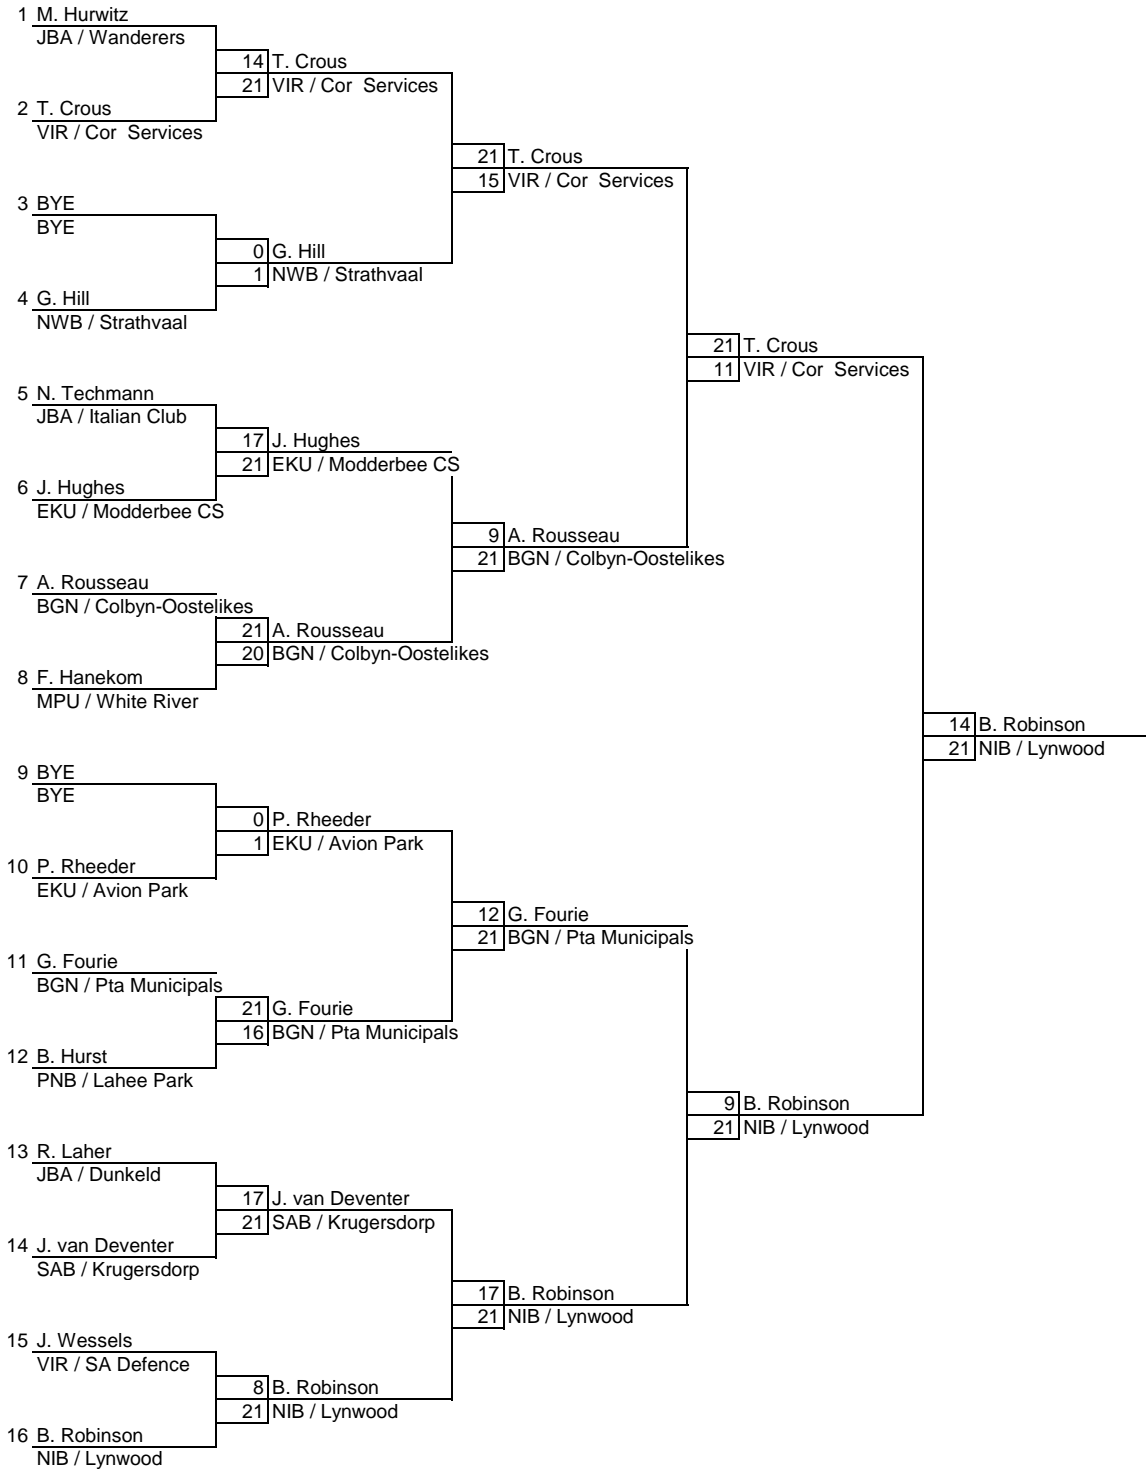 1 M. Hurwitz
JBA / Wanderers
14 T. Crous
21 VIR / Cor  Services
2 T. Crous
VIR / Cor  Services
21 T. Crous
15 VIR / Cor  Services
3 BYE
BYE
0 G. Hill
1 NWB / Strathvaal
4 G. Hill
NWB / Strathvaal
21 T. Crous
11 VIR / Cor  Services
5 N. Techmann
JBA / Italian Club
17 J. Hughes
21 EKU / Modderbee CS
6 J. Hughes
EKU / Modderbee CS
9 A. Rousseau
21 BGN / Colbyn-Oostelikes
7 A. Rousseau
BGN / Colbyn-Oostelikes
21 A. Rousseau
20 BGN / Colbyn-Oostelikes
8 F. Hanekom
MPU / White River
14 B. Robinson
21 NIB / Lynwood
9 BYE
BYE
0 P. Rheeder
1 EKU / Avion Park
10 P. Rheeder
EKU / Avion Park
12 G. Fourie
21 BGN / Pta Municipals
11 G. Fourie
BGN / Pta Municipals
21 G. Fourie
16 BGN / Pta Municipals
12 B. Hurst
PNB / Lahee Park
9 B. Robinson
21 NIB / Lynwood
13 R. Laher
JBA / Dunkeld
17 J. van Deventer
21 SAB / Krugersdorp
14 J. van Deventer
SAB / Krugersdorp
17 B. Robinson
21 NIB / Lynwood
15 J. Wessels
VIR / SA Defence
8 B. Robinson
21 NIB / Lynwood
16 B. Robinson
NIB / Lynwood